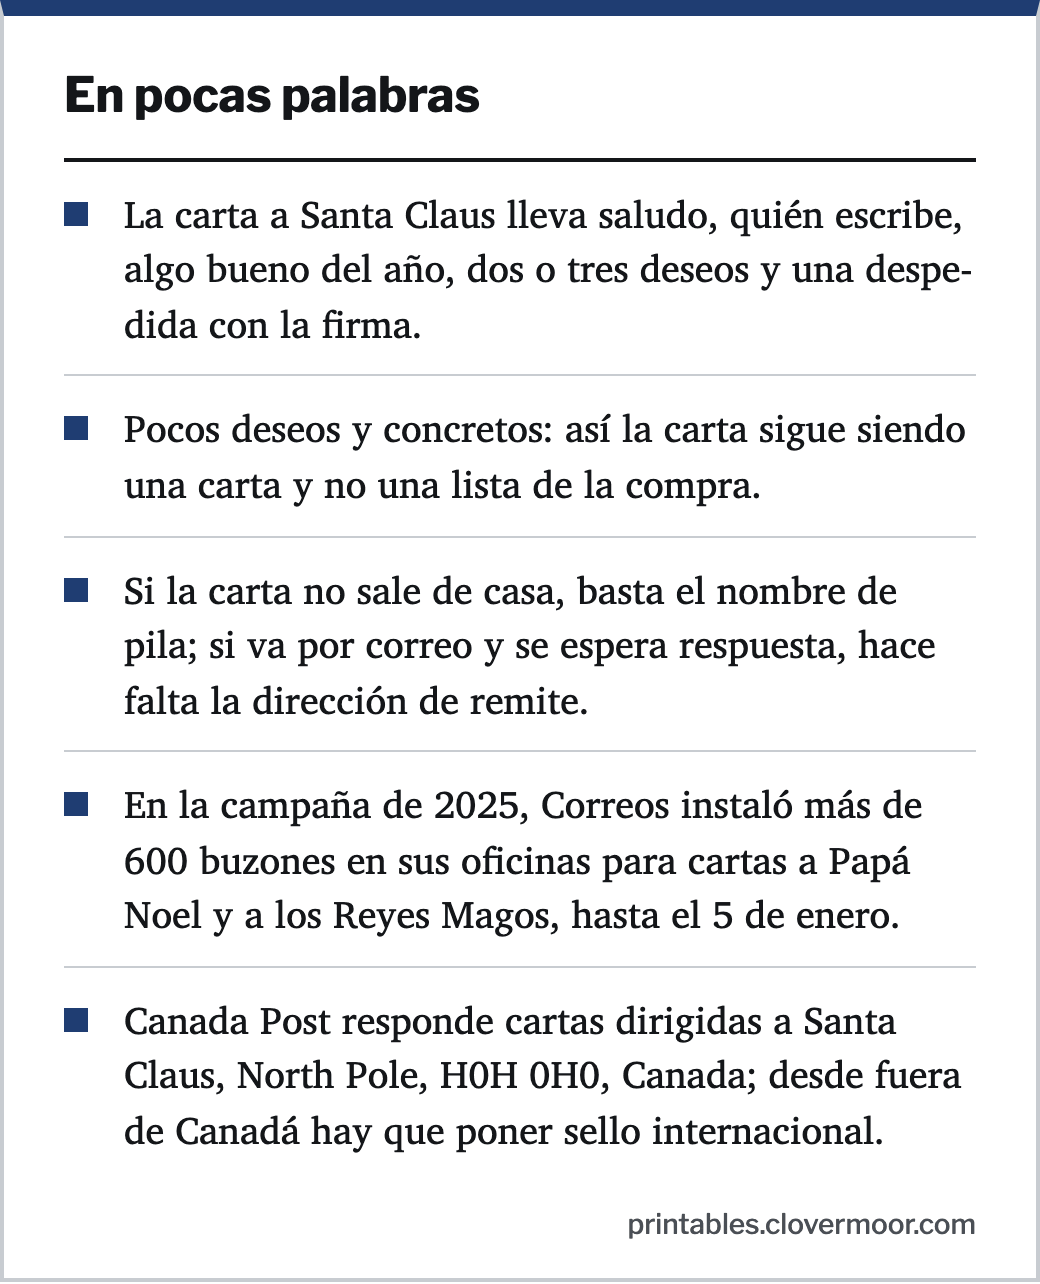 En pocas palabras
La carta a Santa Claus lleva saludo, quién escribe,
algo bueno del año, dos o tres deseos y una despe-
dida con la firma.
Pocos deseos y concretos: así la carta sigue siendo
una carta y no una lista de la compra.
Si la carta no sale de casa, basta el nombre de
pila; si va por correo y se espera respuesta, hace
falta la dirección de remite.
En la campaña de 2025, Correos instaló más de
600 buzones en sus oficinas para cartas a Papá
Noel y a los Reyes Magos, hasta el 5 de enero.
Canada Post responde cartas dirigidas a Santa
Claus, North Pole, H0H 0H0, Canada; desde fuera
de Canadá hay que poner sello internacional.
printables.clovermoor.com